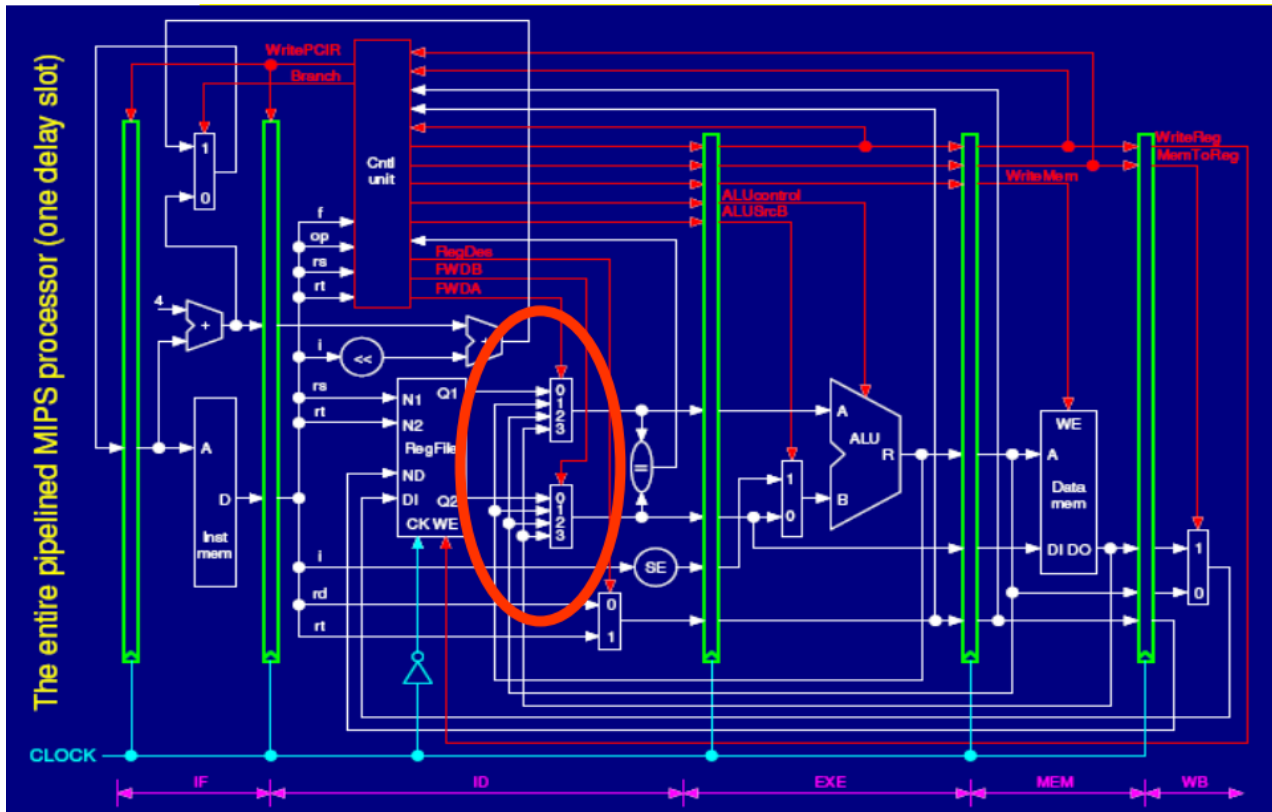 The entire pipelined MIPS processor (one delay slot)
WritePCIR
Branch
1
0
Cntl
unit
f
op
rs
rt
RegDes
FWDB
FWDA
ALUcontrol
ALUSrcB
WriteMem
WriteReg
MemToReg
4
+
i
<<
+
rs
rt
N1
N2
RegFile
ND
DI
Q1
Q2
CK WE
0
1
2
3
0
1
2
3
=
A
D
Inst
mem
i
SE
rd
rt
0
1
1
0
A
B
ALU
R
WE
A
Data
mem
DI DO
1
0
CLOCK
IF
ID
EXE
MEM
WB